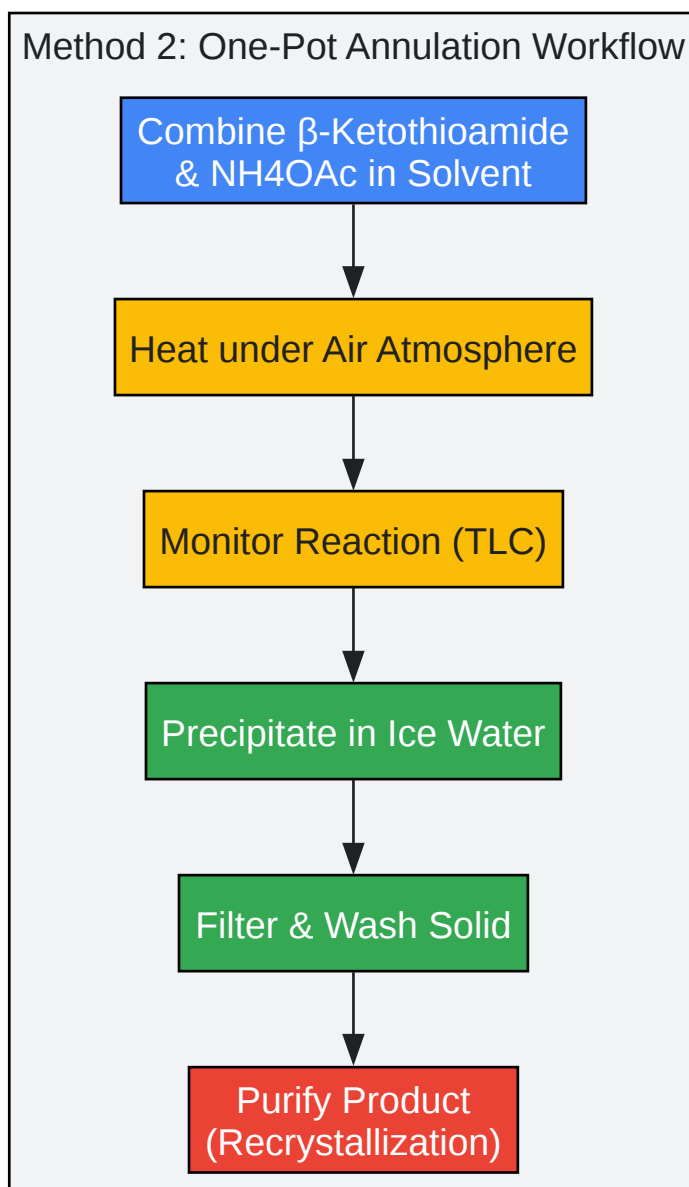 Method 2: One-Pot Annulation Workflow
Combine β-Ketothioamide
& NH4OAc in Solvent
Heat under Air Atmosphere
Monitor Reaction (TLC)
Precipitate in Ice Water
Filter & Wash Solid
Purify Product
(Recrystallization)